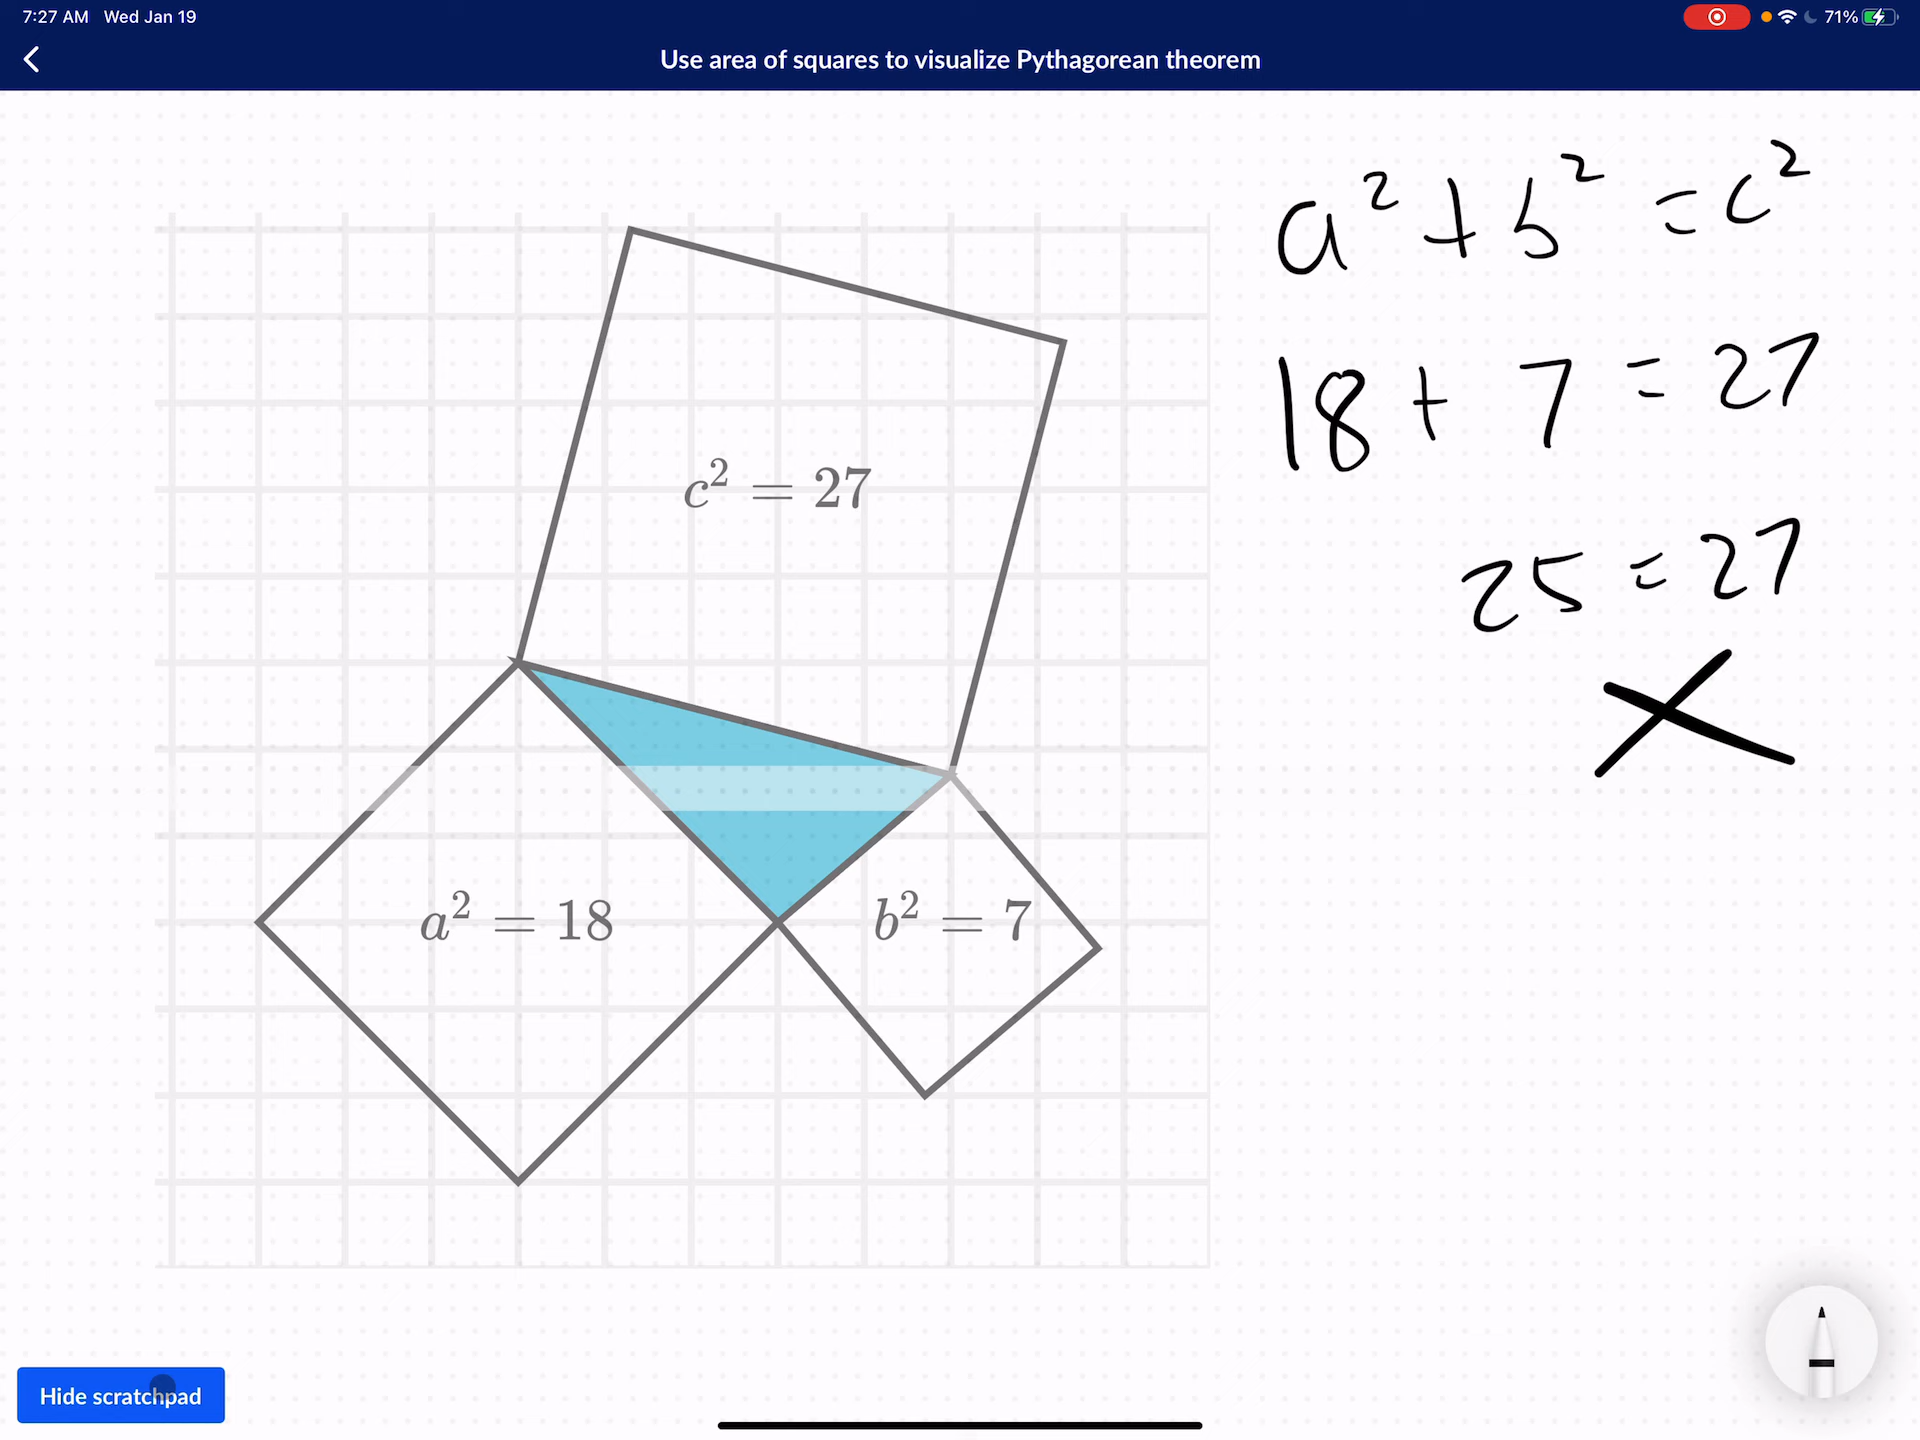 7:27 AM Wed Jan 19
71%
Use area of squares to visualize Pythagorean theorem
a² + b² = c²
18 + 7 = 27
c² = 27
25 = 27
a² = 18
b² = 7
Hide scratchpad